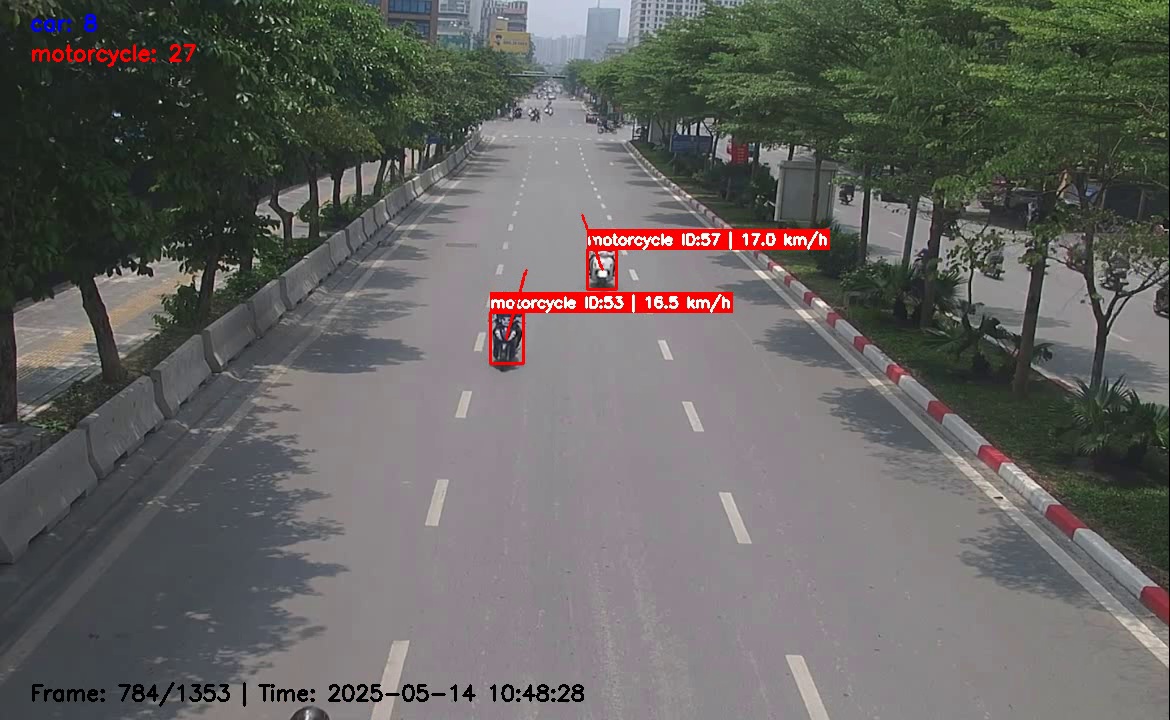 car: 8
motorcycle: 27
motorcycle ID:57 | 17.0 km/h
motorcycle ID:53 | 16.5 km/h
Frame: 784/1353 | Time: 2025-05-14 10:48:28